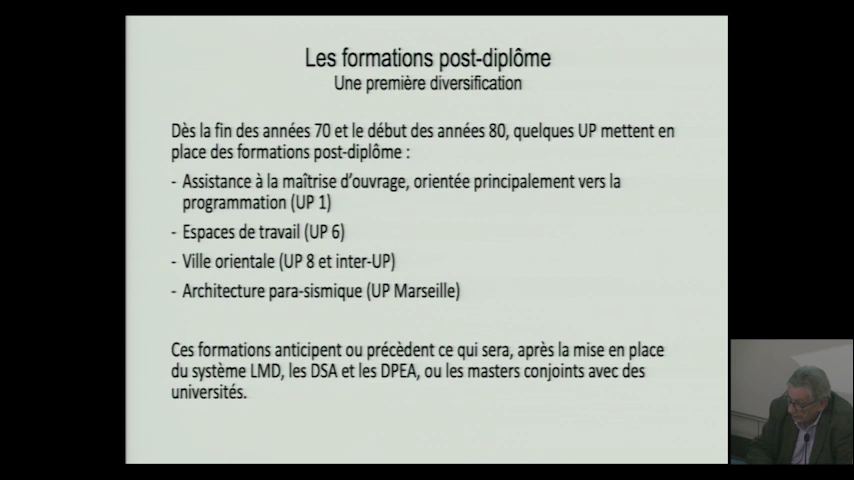 Les formations post-diplôme
Une première diversification
Dès la fin des années 70 et le début des années 80, quelques UP mettent en
place des formations post-diplôme :
- Assistance à la maîtrise d'ouvrage, orientée principalement vers la
programmation (UP 1)
- Espaces de travail (UP 6)
- Ville orientale (UP 8 et inter-UP)
- Architecture para-sismique (UP Marseille)
Ces formations anticipent ou précèdent ce qui sera, après la mise en place
du système LMD, les DSA et les DPEA, ou les masters conjoints avec des
universités.